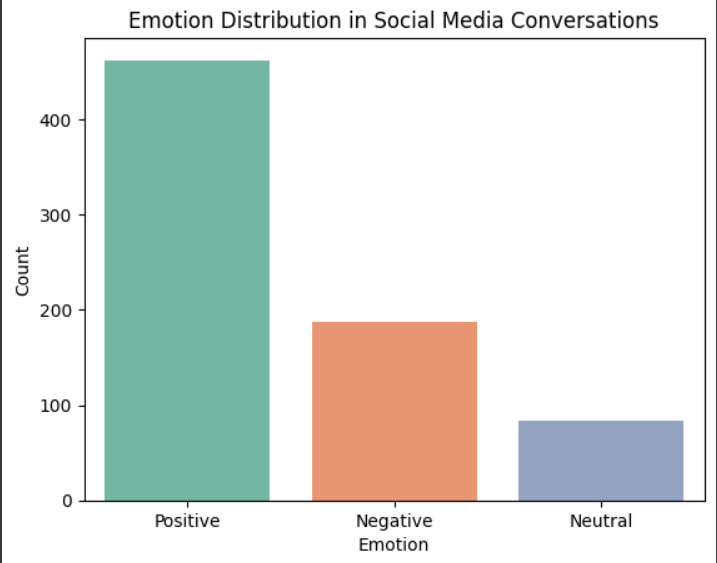 Emotion Distribution in Social Media Conversations
400
300
200
100
0
Count
Positive Negative Neutral
Emotion